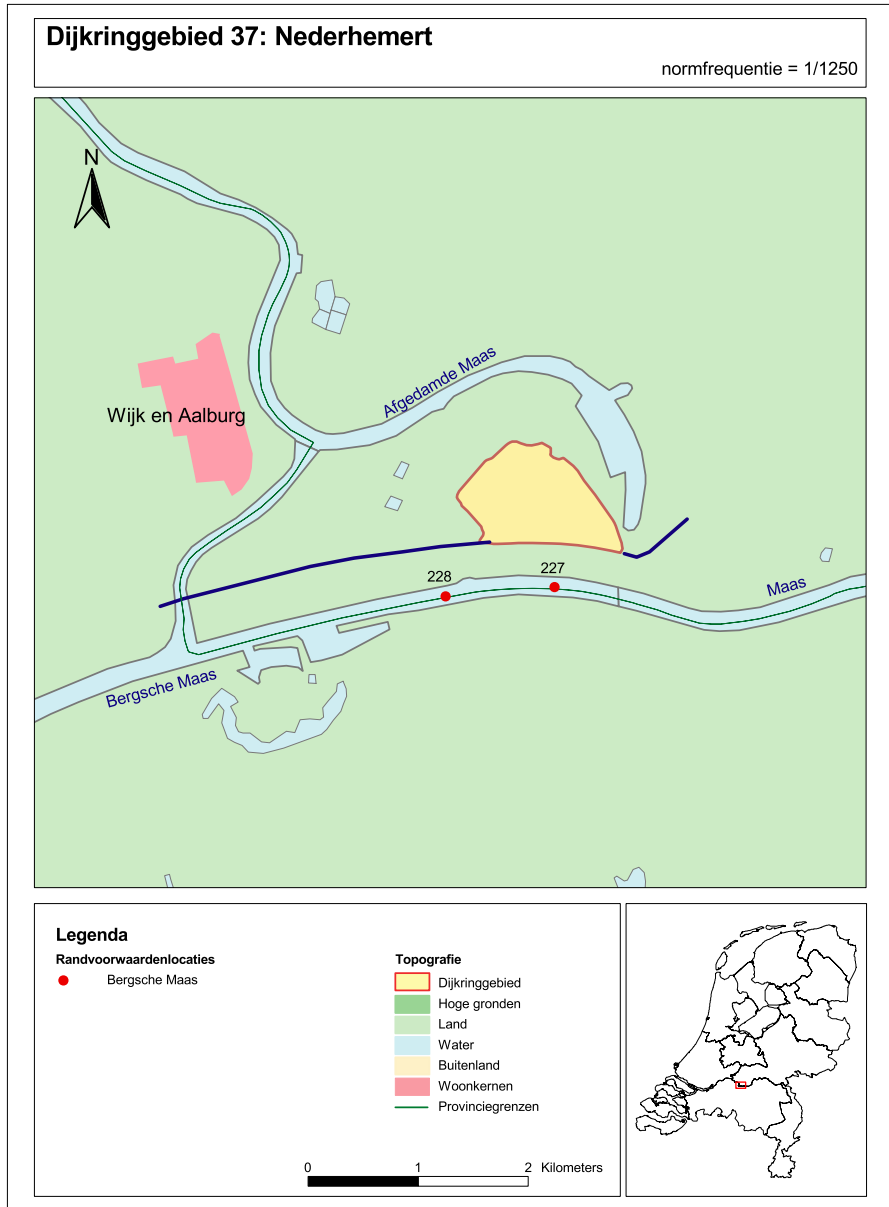 Dijkringgebied 37: Nederhemert
normfrequentie = 1/1250
N
Afgedamde Maas
Wijk en Aalburg
228
227
Maas
Bergsche Maas
Legenda
Randvoorwaardenlocaties
Bergsche Maas
Topografie
Dijkringgebied
Hoge gronden
Land
Water
Buitenland
Woonkernen
Provinciegrenzen
0 1 2 Kilometers